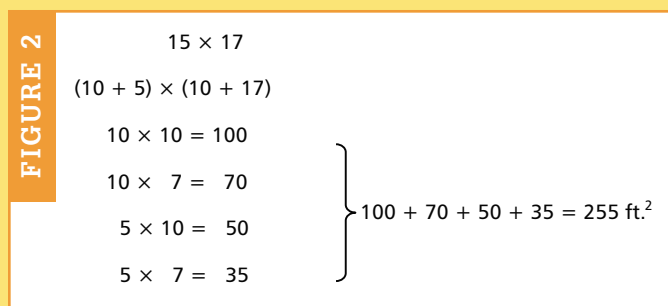 FIGURE 2
15 × 17
(10 + 5) × (10 + 17)
10 × 10 = 100
10 × 7 = 70
5 × 10 = 50
5 × 7 = 35
100 + 70 + 50 + 35 = 255 ft.²